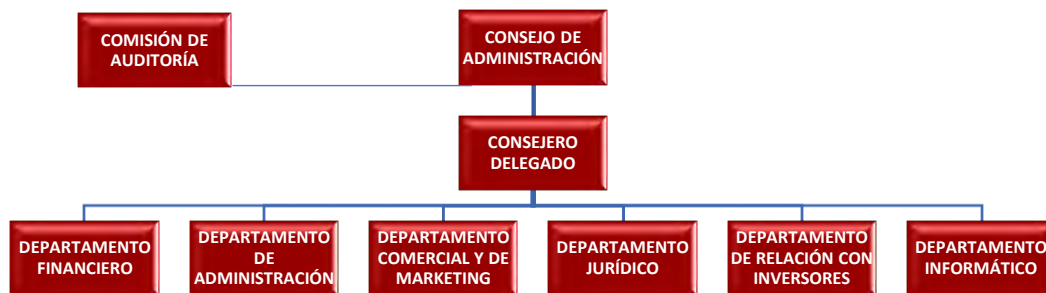 COMISIÓN DE
AUDITORÍA
CONSEJO DE
ADMINISTRACIÓN
CONSEJERO
DELEGADO
DEPARTAMENTO
FINANCIERO
DEPARTAMENTO
DE
ADMINISTRACIÓN
DEPARTAMENTO
COMERCIAL Y DE
MARKETING
DEPARTAMENTO
JURÍDICO
DEPARTAMENTO
DE RELACIÓN CON
INVERSORES
DEPARTAMENTO
INFORMÁTICO